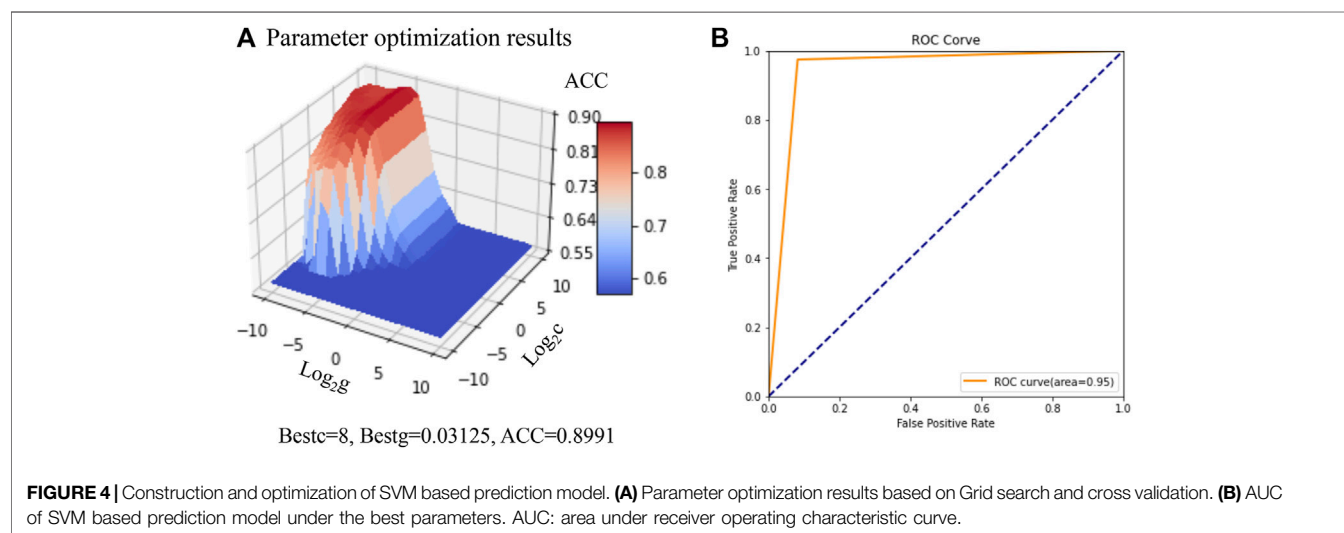 A Parameter optimization results
ACC
0.90
0.81
0.73
0.64
0.55
0.8
0.7
0.6
−10
−5
0
5
10
Log₂g
−10
−5
0
5
10
Log₂c
Bestc=8, Bestg=0.03125, ACC=0.8991
B
ROC Corve
1.0
0.8
0.6
0.4
0.2
0.0
True Positive Rate
0.0 0.2 0.4 0.6 0.8 1.0
False Positive Rate
ROC curve(area=0.95)
FIGURE 4 | Construction and optimization of SVM based prediction model. (A) Parameter optimization results based on Grid search and cross validation. (B) AUC
of SVM based prediction model under the best parameters. AUC: area under receiver operating characteristic curve.